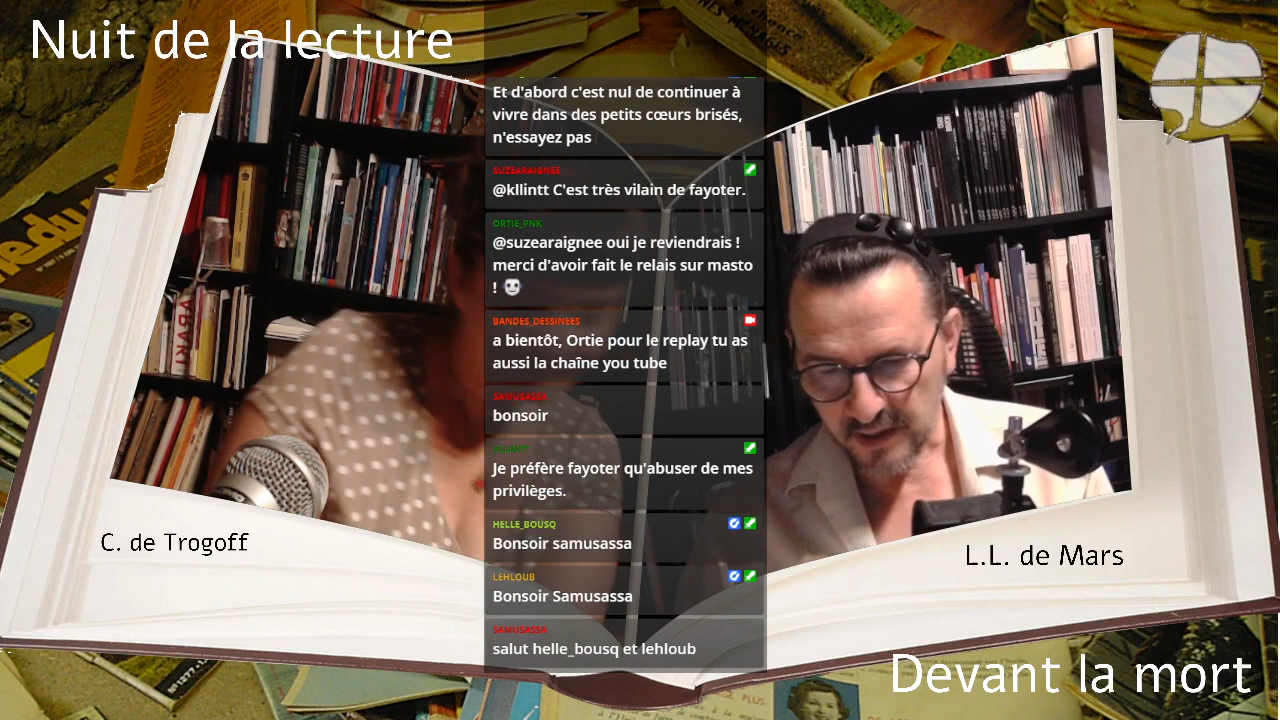 Nuit de la lecture
Et d'abord c'est nul de continuer à
vivre dans des petits cœurs brisés,
n'essayez pas
SUZEARAIGNEE
@kllintt C'est très vilain de fayoter.
ORTIE_PNK
@suzearaignee oui je reviendrais !
merci d'avoir fait le relais sur masto
!
BANDES_DESSINEES
a bientôt, Ortie pour le replay tu as
aussi la chaîne you tube
SAMUSASSA
bonsoir
Je préfère fayoter qu'abuser de mes
privilèges.
HELLE_BOUSQ
Bonsoir samusassa
LEHLOUB
Bonsoir Samusassa
SAMUSASSA
salut helle_bousq et lehloub
C. de Trogoff
L.L. de Mars
Devant la mort